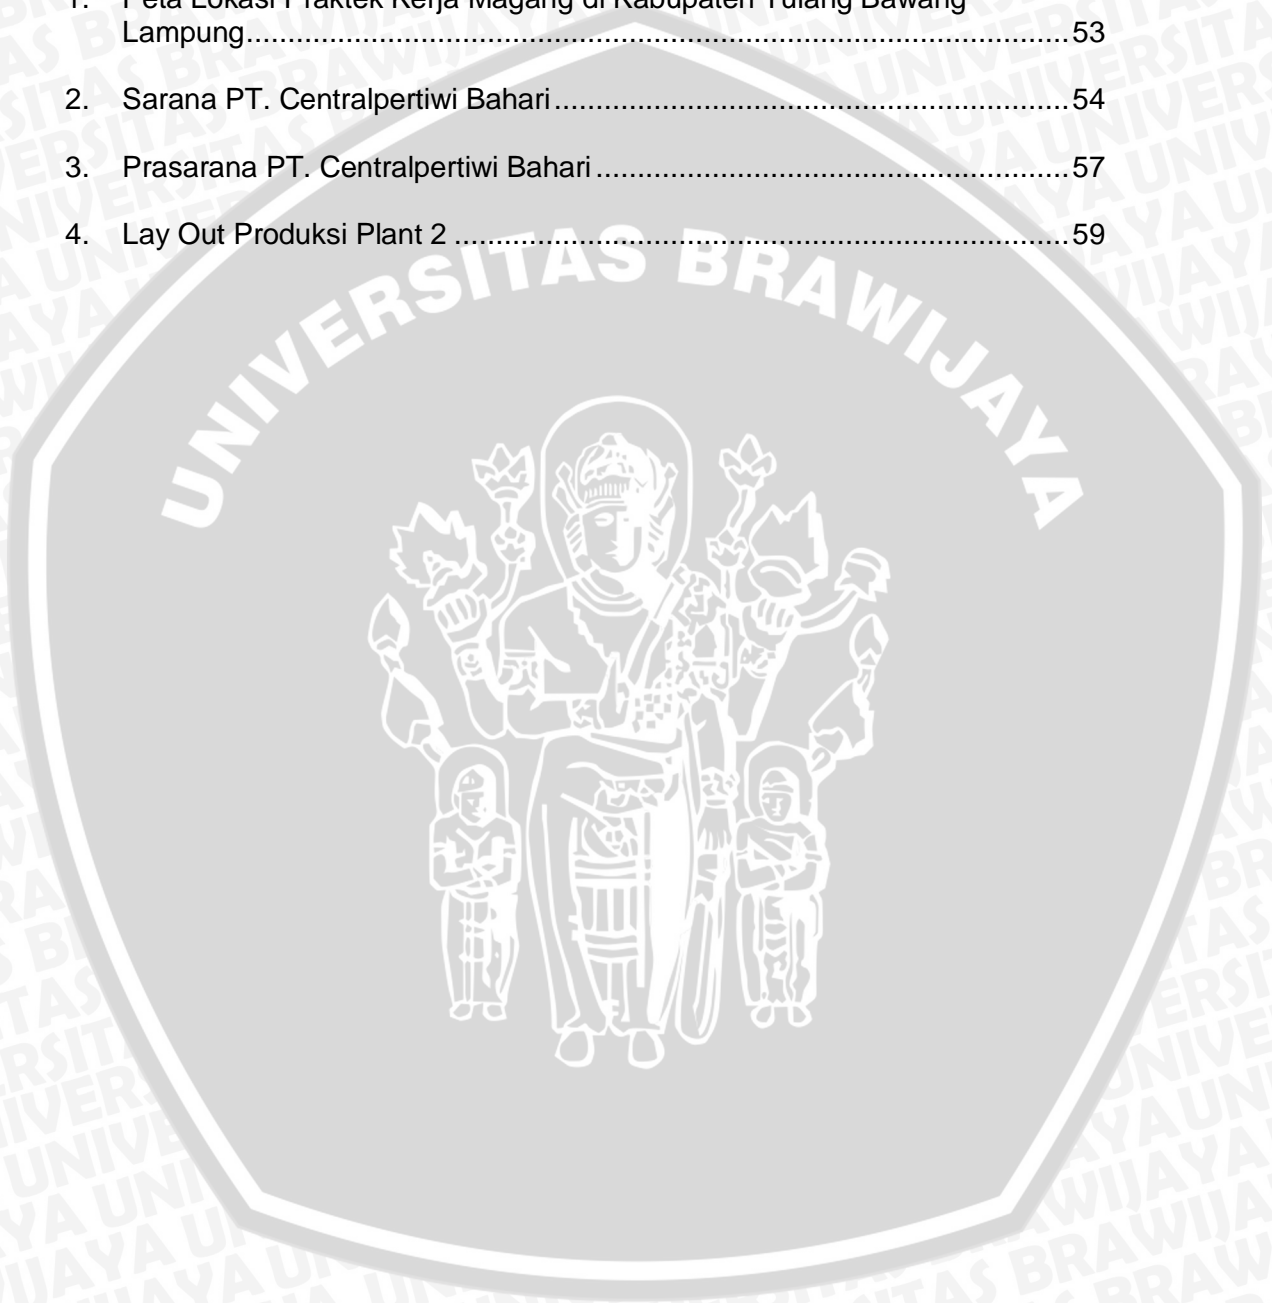 1. Peta Lokasi Praktek Kerja Magang di Kabupaten Tulang Bawang
Lampung....................................................................................................53
2. Sarana PT. Centralpertiwi Bahari..............................................................54
3. Prasarana PT. Centralpertiwi Bahari.........................................................57
4. Lay Out Produksi Plant 2..........................................................................59
UNIVERSITAS BRAWIJAYA